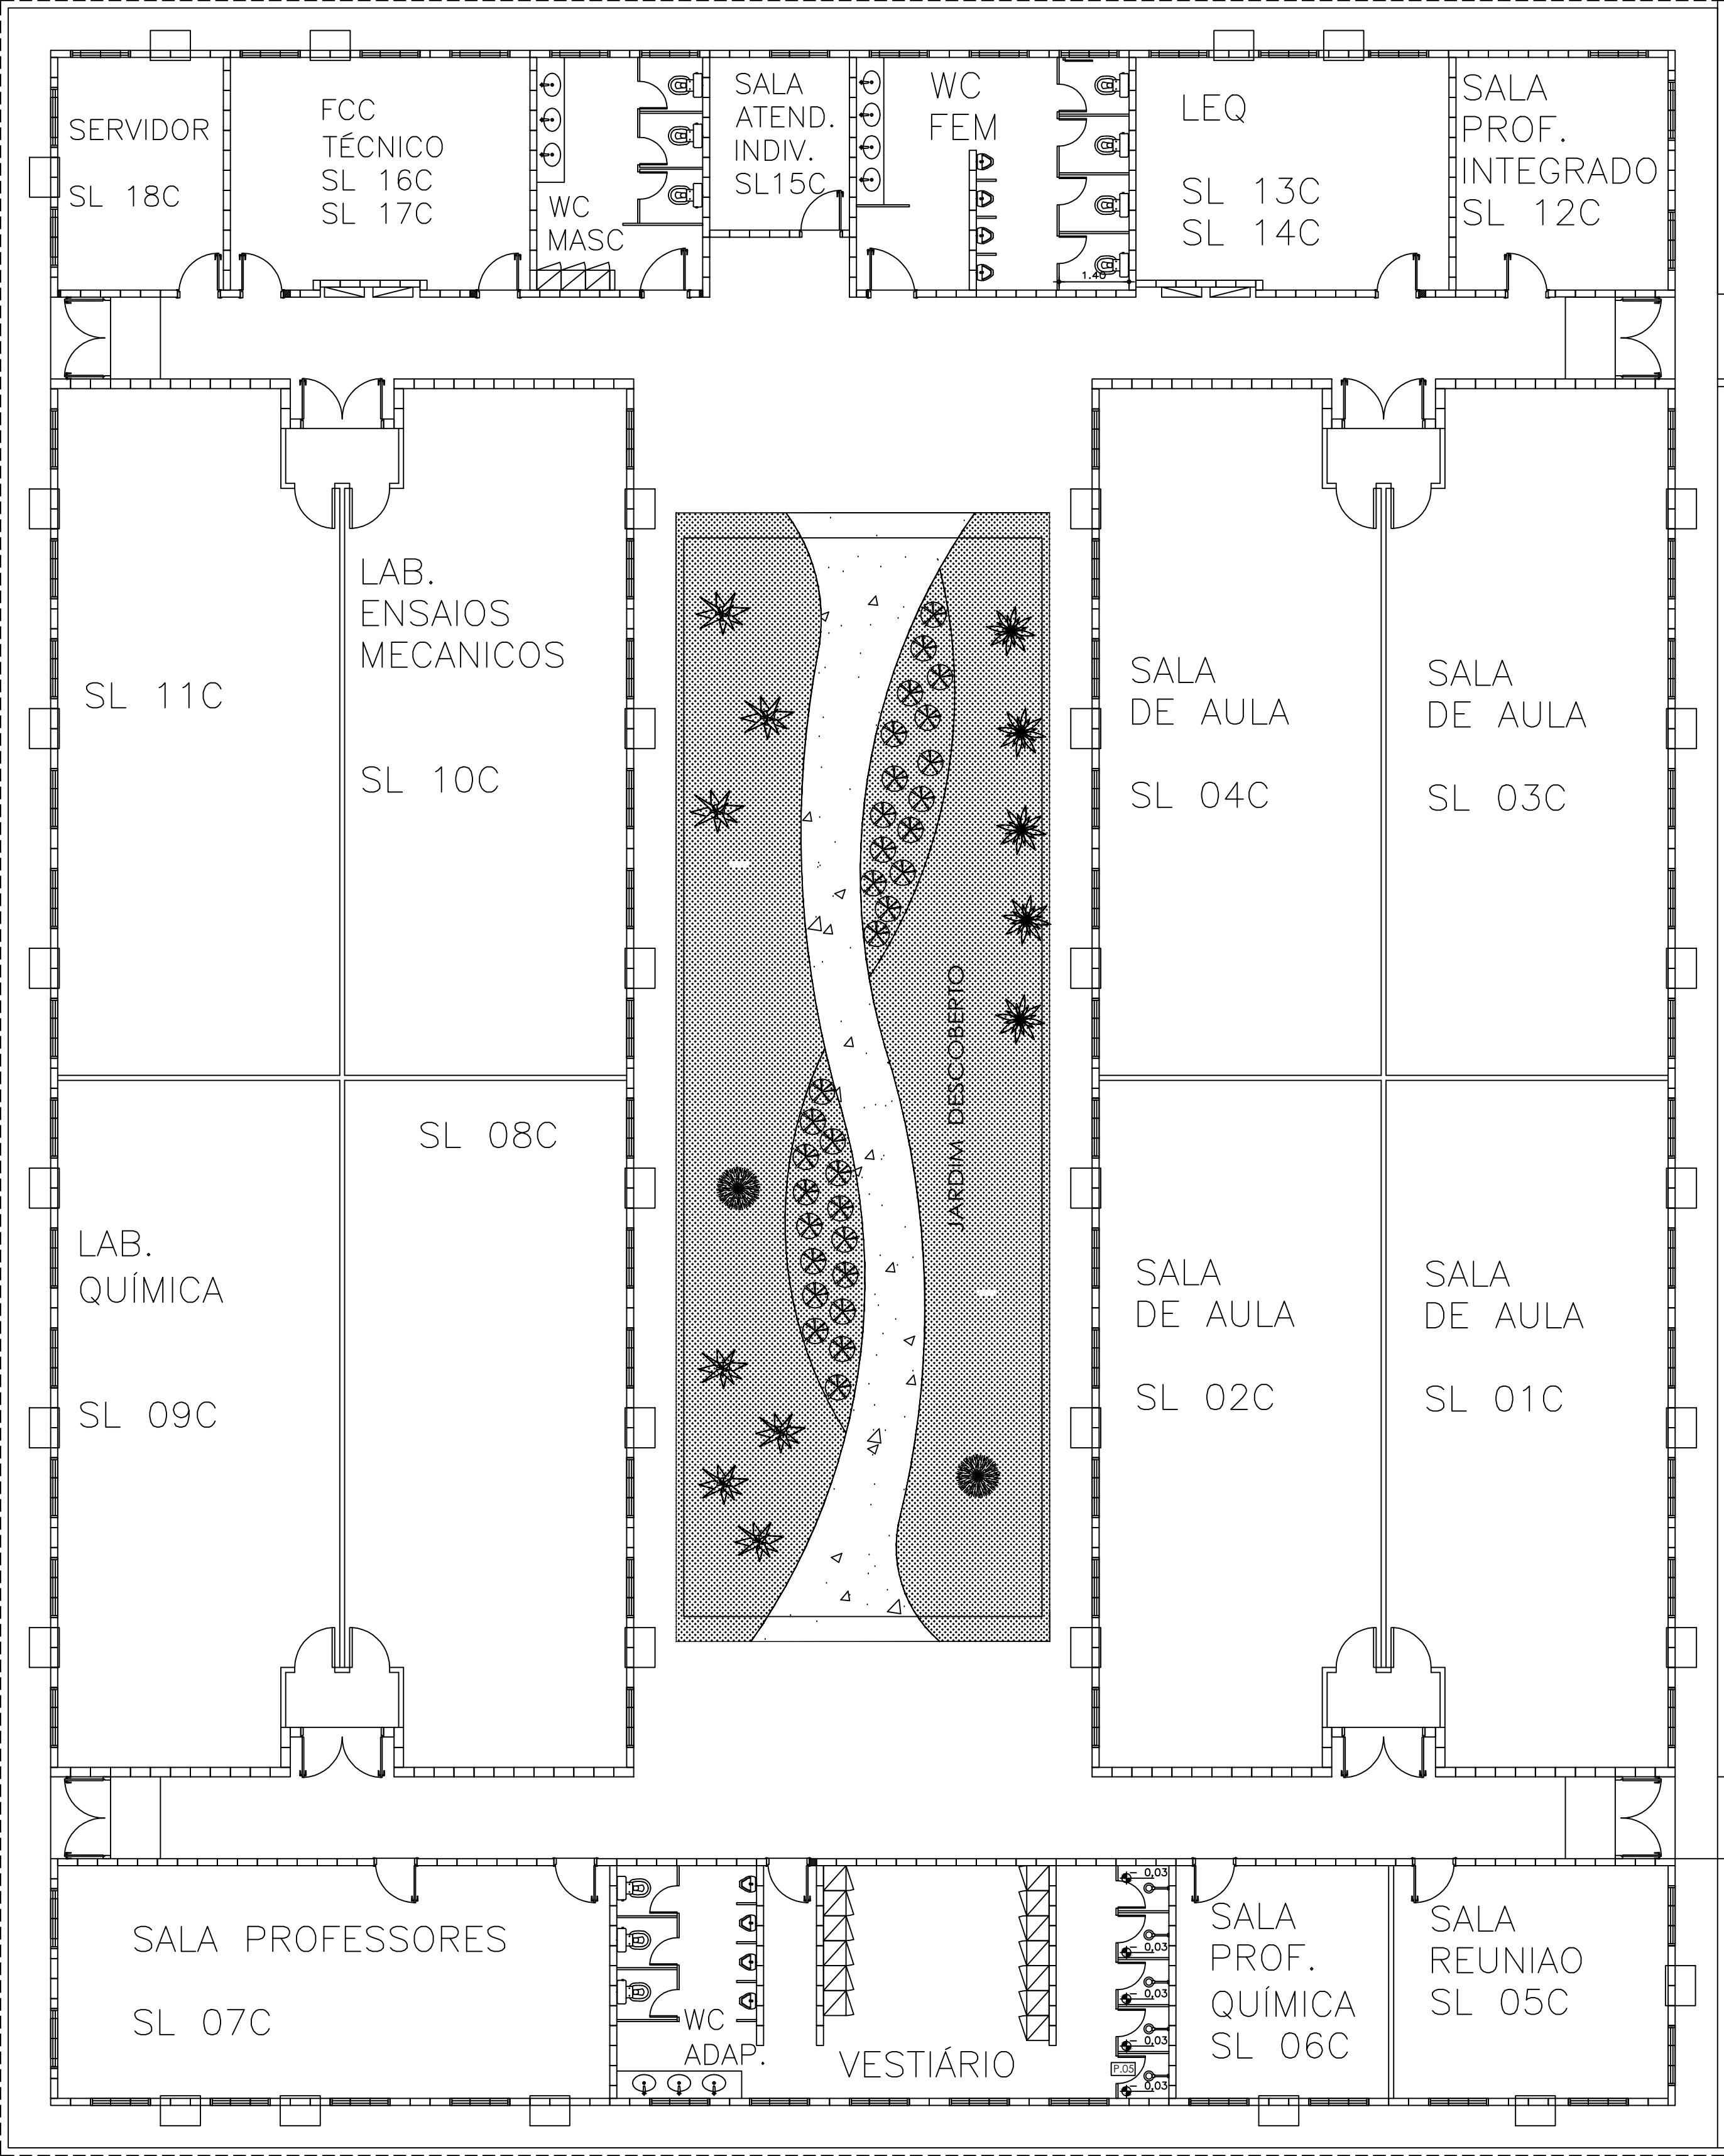 SERVIDOR
SL 18C
FCC
TÉCNICO
SL 16C
SL 17C
WC
MASC
SALA
ATEND.
INDIV.
SL15C
WC
FEM
1.40
LEQ
SL 13C
SL 14C
SALA
PROF.
INTEGRADO
SL 12C
SL 11C
LAB.
ENSAIOS
MECANICOS
SL 10C
SALA
DE AULA
SL 04C
SALA
DE AULA
SL 03C
JARDIM DESCOBERTO
LAB.
QUÍMICA
SL 09C
SL 08C
SALA
DE AULA
SL 02C
SALA
DE AULA
SL 01C
SALA PROFESSORES
SL 07C
WC
ADAP.
VESTIÁRIO
- 0,03
- 0,03
- 0,03
- 0,03
- 0,03
P.05
SALA
PROF.
QUÍMICA
SL 06C
SALA
REUNIAO
SL 05C